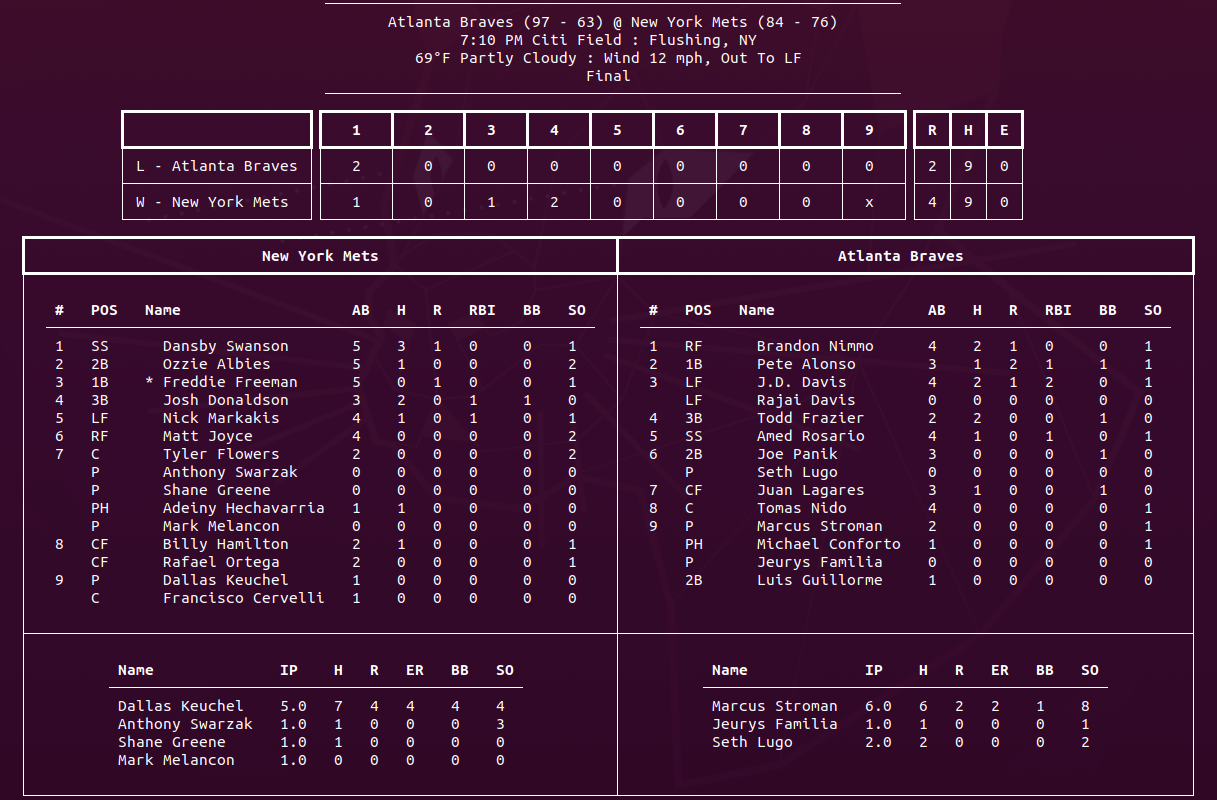 Atlanta Braves (97 - 63) @ New York Mets (84 - 76)
7:10 PM Citi Field : Flushing, NY
69°F Partly Cloudy : Wind 12 mph, Out To LF
Final
1 2 3 4 5 6 7 8 9 R H E
L - Atlanta Braves 2 0 0 0 0 0 0 0 0 2 9 0
W - New York Mets 1 0 1 2 0 0 0 0 x 4 9 0
New York Mets
# POS Name AB H R RBI BB SO
1 SS Dansby Swanson 5 3 1 0 0 1
2 2B Ozzie Albies 5 1 0 0 0 2
3 1B * Freddie Freeman 5 0 1 0 0 1
4 3B Josh Donaldson 3 2 0 1 1 0
5 LF Nick Markakis 4 1 0 1 0 1
6 RF Matt Joyce 4 0 0 0 0 2
7 C Tyler Flowers 2 0 0 0 0 2
P Anthony Swarzak 0 0 0 0 0 0
P Shane Greene 0 0 0 0 0 0
PH Adeiny Hechavarria 1 1 0 0 0 0
P Mark Melancon 0 0 0 0 0 0
8 CF Billy Hamilton 2 1 0 0 0 1
CF Rafael Ortega 2 0 0 0 0 1
9 P Dallas Keuchel 1 0 0 0 0 0
C Francisco Cervelli 1 0 0 0 0 0
Name IP H R ER BB SO
Dallas Keuchel 5.0 7 4 4 4 4
Anthony Swarzak 1.0 1 0 0 0 3
Shane Greene 1.0 1 0 0 0 0
Mark Melancon 1.0 0 0 0 0 0
Atlanta Braves
# POS Name AB H R RBI BB SO
1 RF Brandon Nimmo 4 2 1 0 0 1
2 1B Pete Alonso 3 1 2 1 1 1
3 LF J.D. Davis 4 2 1 2 0 1
LF Rajai Davis 0 0 0 0 0 0
4 3B Todd Frazier 2 2 0 0 1 0
5 SS Amed Rosario 4 1 0 1 0 1
6 2B Joe Panik 3 0 0 0 1 0
P Seth Lugo 0 0 0 0 0 0
7 CF Juan Lagares 3 1 0 0 1 0
8 C Tomas Nido 4 0 0 0 0 1
9 P Marcus Stroman 2 0 0 0 0 1
PH Michael Conforto 1 0 0 0 0 1
P Jeurys Familia 0 0 0 0 0 0
2B Luis Guillorme 1 0 0 0 0 0
Name IP H R ER BB SO
Marcus Stroman 6.0 6 2 2 1 8
Jeurys Familia 1.0 1 0 0 0 1
Seth Lugo 2.0 2 0 0 0 2